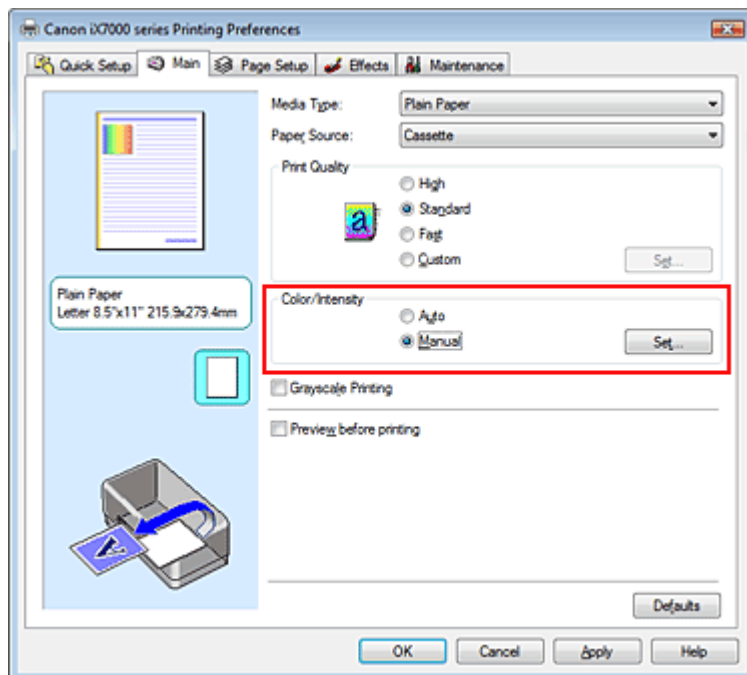 Canon iX7000 series Printing Preferences
Quick Setup
Main
Page Setup
Effects
Maintenance
Media Type: Plain Paper
Paper Source: Cassette
Print Quality
High
a
Standard
Fast
Custom
Set...
Plain Paper
Letter 8.5"x11" 215.9x279.4mm
Color/Intensity
Auto
Manual
Set...
Grayscale Printing
Preview before printing
Defaults
OK
Cancel
Apply
Help